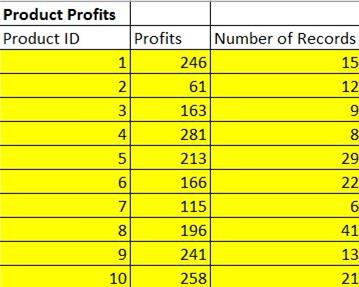 Product Profits
Product ID Profits Number of Records
1 246 15
2 61 12
3 163 9
4 281 8
5 213 29
6 166 22
7 115 6
8 196 41
9 241 13
10 258 21